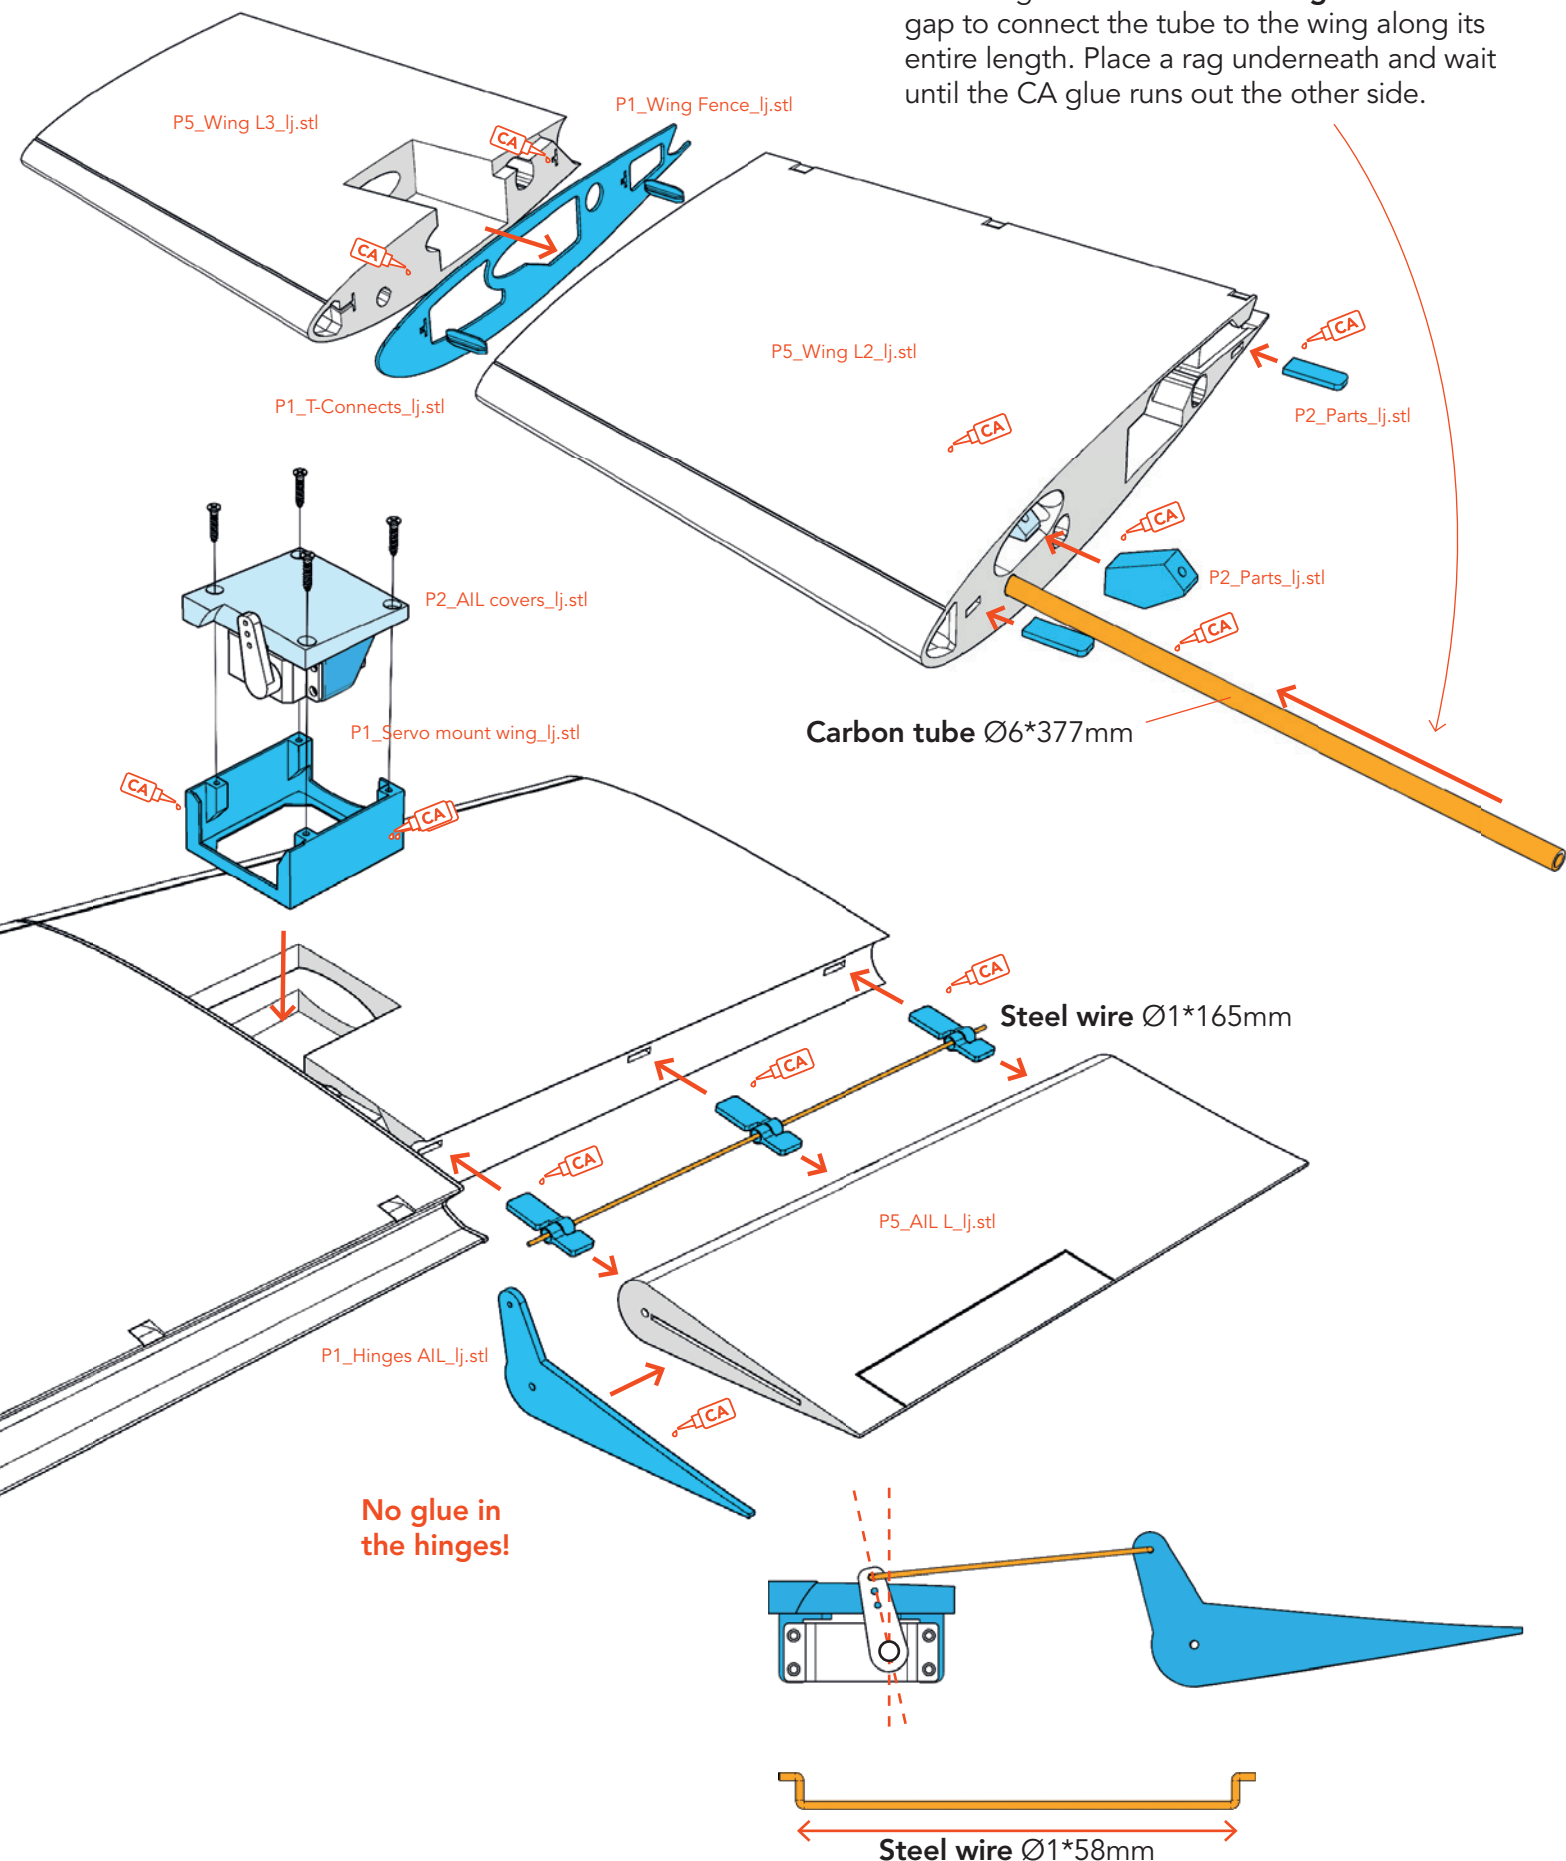 gap to connect the tube to the wing along its
entire length. Place a rag underneath and wait
until the CA glue runs out the other side.
P1_Wing Fence_lj.stl
P5_Wing L3_lj.stl
CA
CA
CA
P5_Wing L2_lj.stl
P1_T-Connects_lj.stl
P2_Parts_lj.stl
CA
CA
P2_Parts_lj.stl
P2_AIL covers_lj.stl
CA
Carbon tube Ø6*377mm
P1_Servo mount wing_lj.stl
CA
CA
CA
Steel wire Ø1*165mm
CA
CA
P5_AIL L_lj.stl
P1_Hinges AIL_lj.stl
CA
No glue in
the hinges!
Steel wire Ø1*58mm